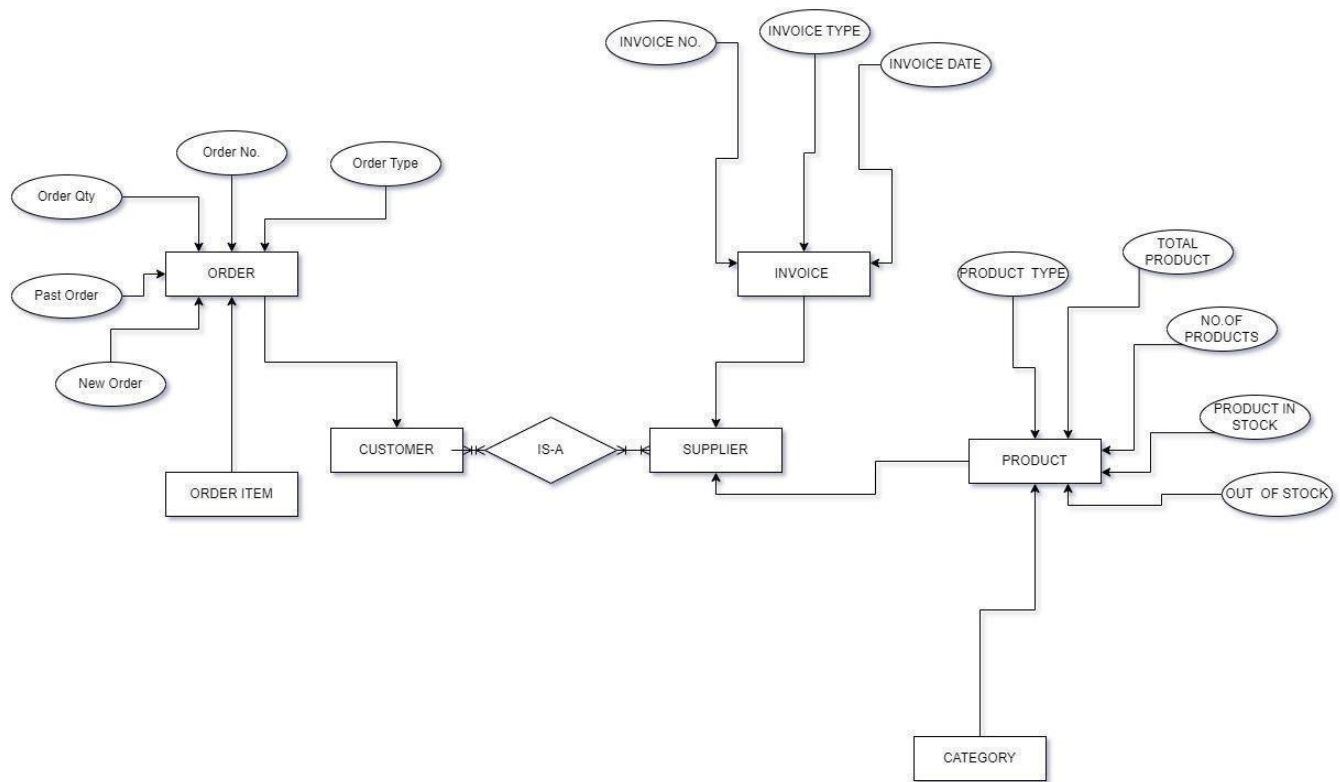 INVOICE NO.
INVOICE TYPE
INVOICE DATE
Order No.
Order Type
Order Qty
ORDER
Past Order
New Order
INVOICE
PRODUCT TYPE
TOTAL
PRODUCT
NO.OF
PRODUCTS
CUSTOMER
IS-A
SUPPLIER
PRODUCT
PRODUCT IN
STOCK
ORDER ITEM
OUT OF STOCK
CATEGORY